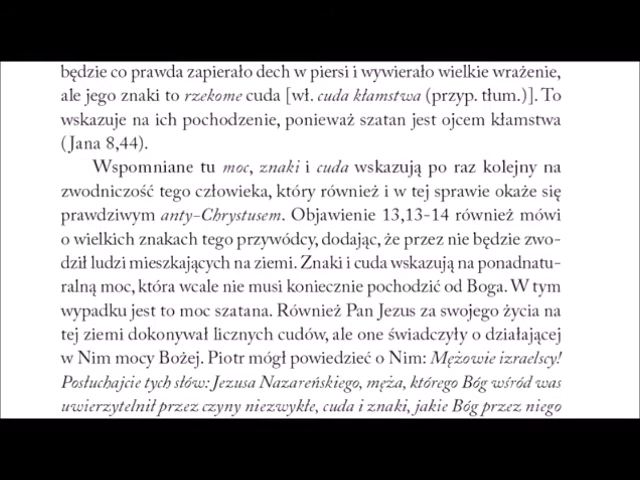 będzie co prawda zapierało dech w piersi i wywierało wielkie wrażenie,
ale jego znaki to rzekome cuda [wł. cuda kłamstwa (przyp. tłum.)]. To
wskazuje na ich pochodzenie, ponieważ szatan jest ojcem kłamstwa
(Jana 8,44).
Wspomniane tu moc, znaki i cuda wskazują po raz kolejny na
zwodniczość tego człowieka, który również i w tej sprawie okaże się
prawdziwym anty-Chrystusem. Objawienie 13,13-14 również mówi
o wielkich znakach tego przywódcy, dodając, że przez nie będzie zwo-
dził ludzi mieszkających na ziemi. Znaki i cuda wskazują na ponadnatu-
ralną moc, która wcale nie musi koniecznie pochodzić od Boga. W tym
wypadku jest to moc szatana. Również Pan Jezus za swojego życia na
tej ziemi dokonywał licznych cudów, ale one świadczyły o działającej
w Nim mocy Bożej. Piotr mógł powiedzieć o Nim: Mężowie izraelscy!
Posłuchajcie tych słów: Jezusa Nazareńskiego, męża, którego Bóg wśród was
uwierzytelnił przez czyny niezwykłe, cuda i znaki, jakie Bóg przez niego